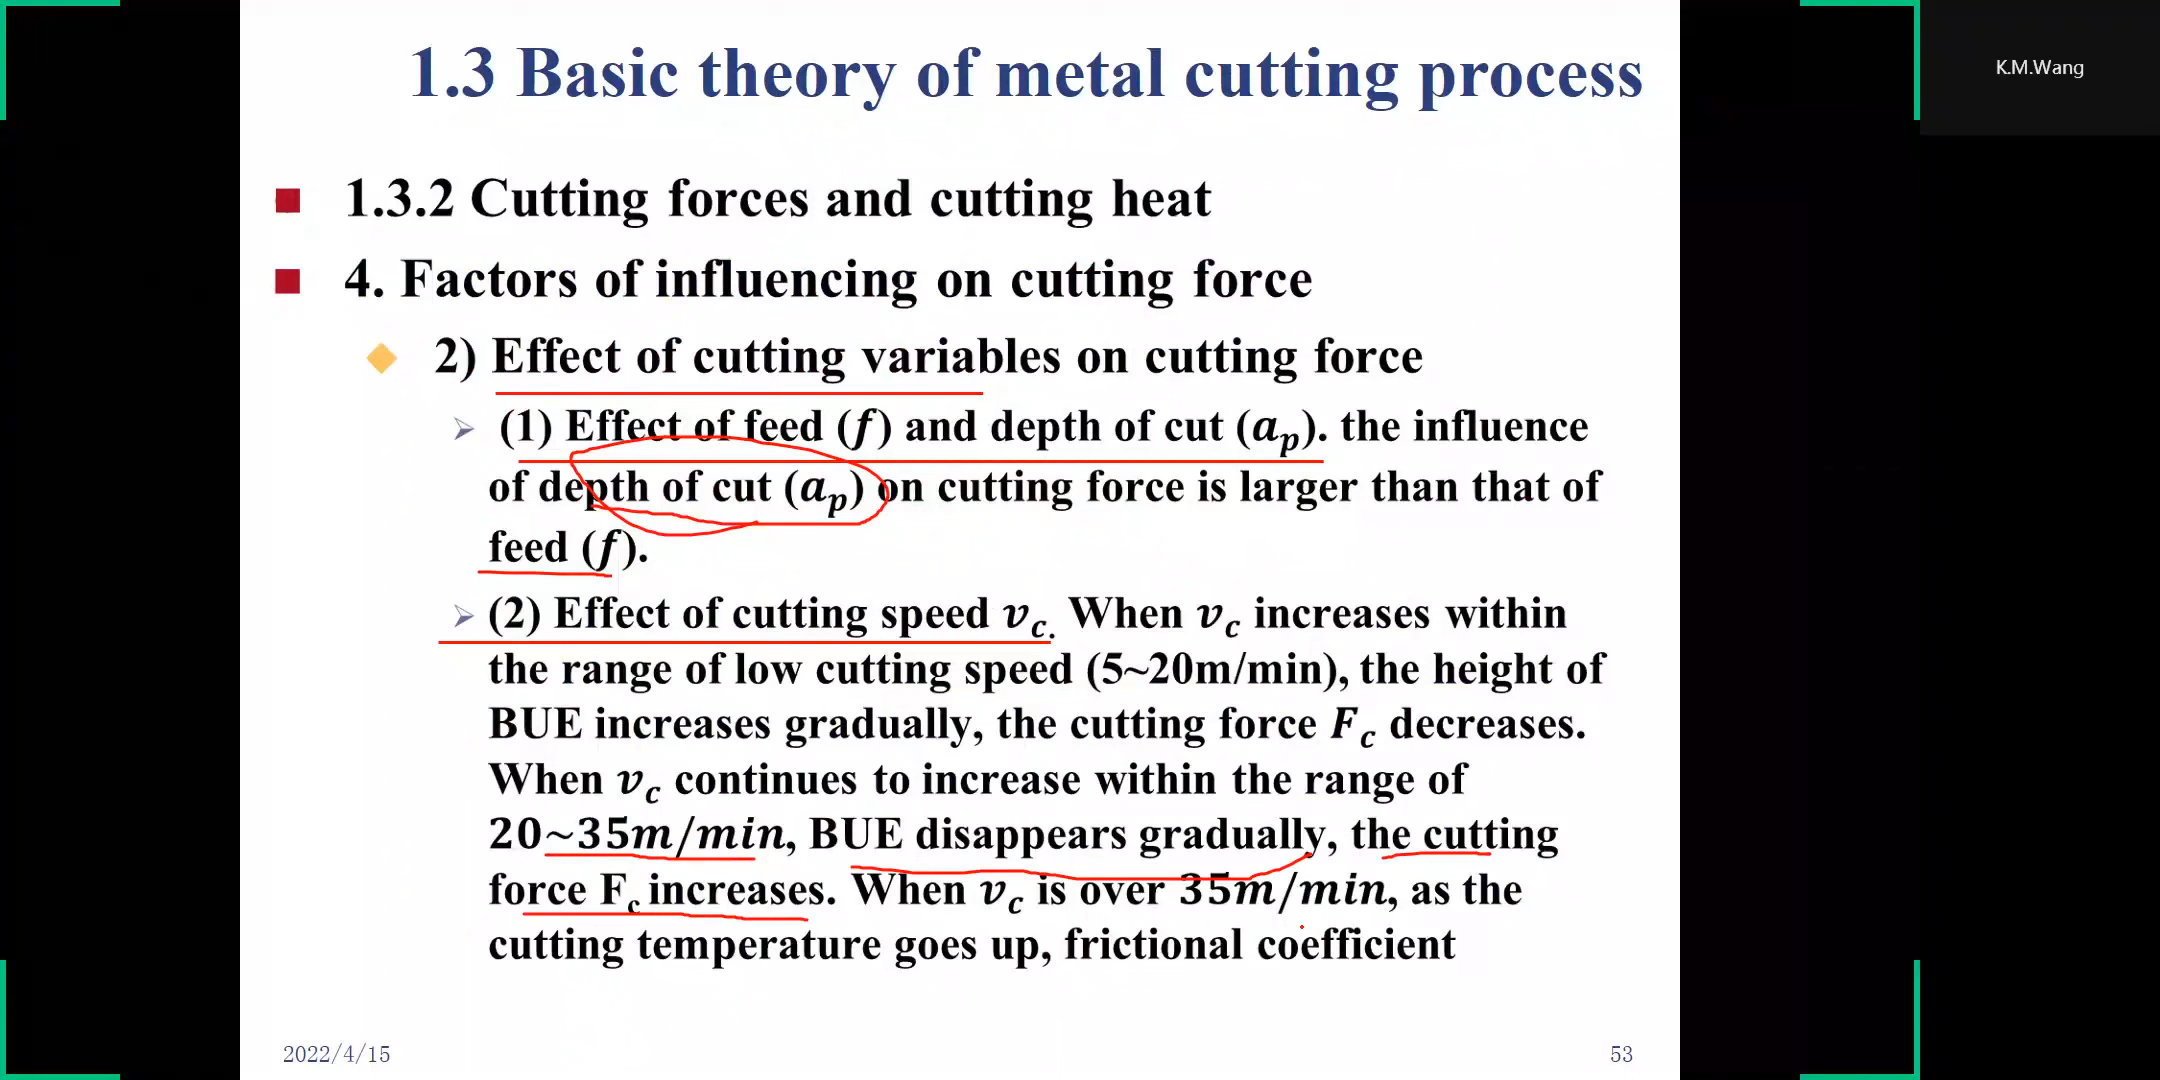 1.3 Basic theory of metal cutting process
K.M.Wang
1.3.2 Cutting forces and cutting heat
4. Factors of influencing on cutting force
2) Effect of cutting variables on cutting force
(1) Effect of feed (f) and depth of cut (aₚ). the influence
of depth of cut (aₚ) on cutting force is larger than that of
feed (f).
(2) Effect of cutting speed v_c. When v_c increases within
the range of low cutting speed (5~20m/min), the height of
BUE increases gradually, the cutting force F_c decreases.
When v_c continues to increase within the range of
20~35m/min, BUE disappears gradually, the cutting
force F_c increases. When v_c is over 35m/min, as the
cutting temperature goes up, frictional coefficient
2022/4/15
53